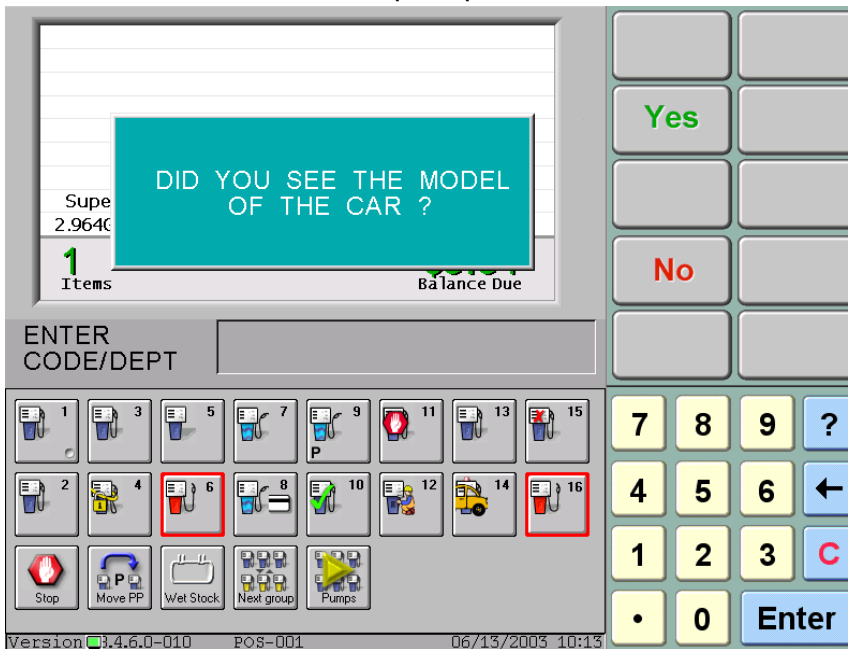 Yes
DID YOU SEE THE MODEL
OF THE CAR ?
Supe
2.964G
1
Items
Balance Due
No
ENTER
CODE/DEPT
1 3 5 7 9 11 13 15
P
7 8 9 ?
2 4 6 8 10 12 14 16
4 5 6 ←
P
Stop Move PP Wet Stock Next group Pumps
1 2 3 C
. 0 Enter
3.4.6.0-010 POS-001 06/13/2003 10:13